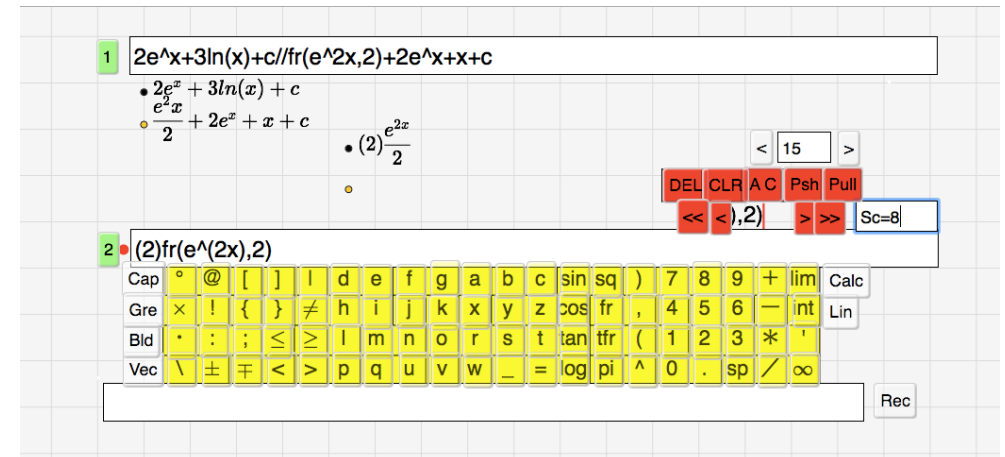 1 2e^x+3ln(x)+c//fr(e^2x,2)+2e^x+x+c
2e^x + 3ln(x) + c
e^2x/2 + 2e^x + x + c
(2)e^{2x}/2
< 15 >
DEL CLR A C Psh Pull
<< < ),2) > >> Sc=8
2 (2)fr(e^(2x),2)
Cap ° @ [ ] | d e f g a b c sin sq ) 7 8 9 + lim Calc
Gre × ! { } ≠ h i j k x y z cos fr , 4 5 6 — int Lin
Bld · : ; ≤ ≥ l m n o r s t tan tfr ( 1 2 3 * '
Vec \ ± ∓ < > p q u v w _ = log pi ^ 0 . sp / ∞
Rec